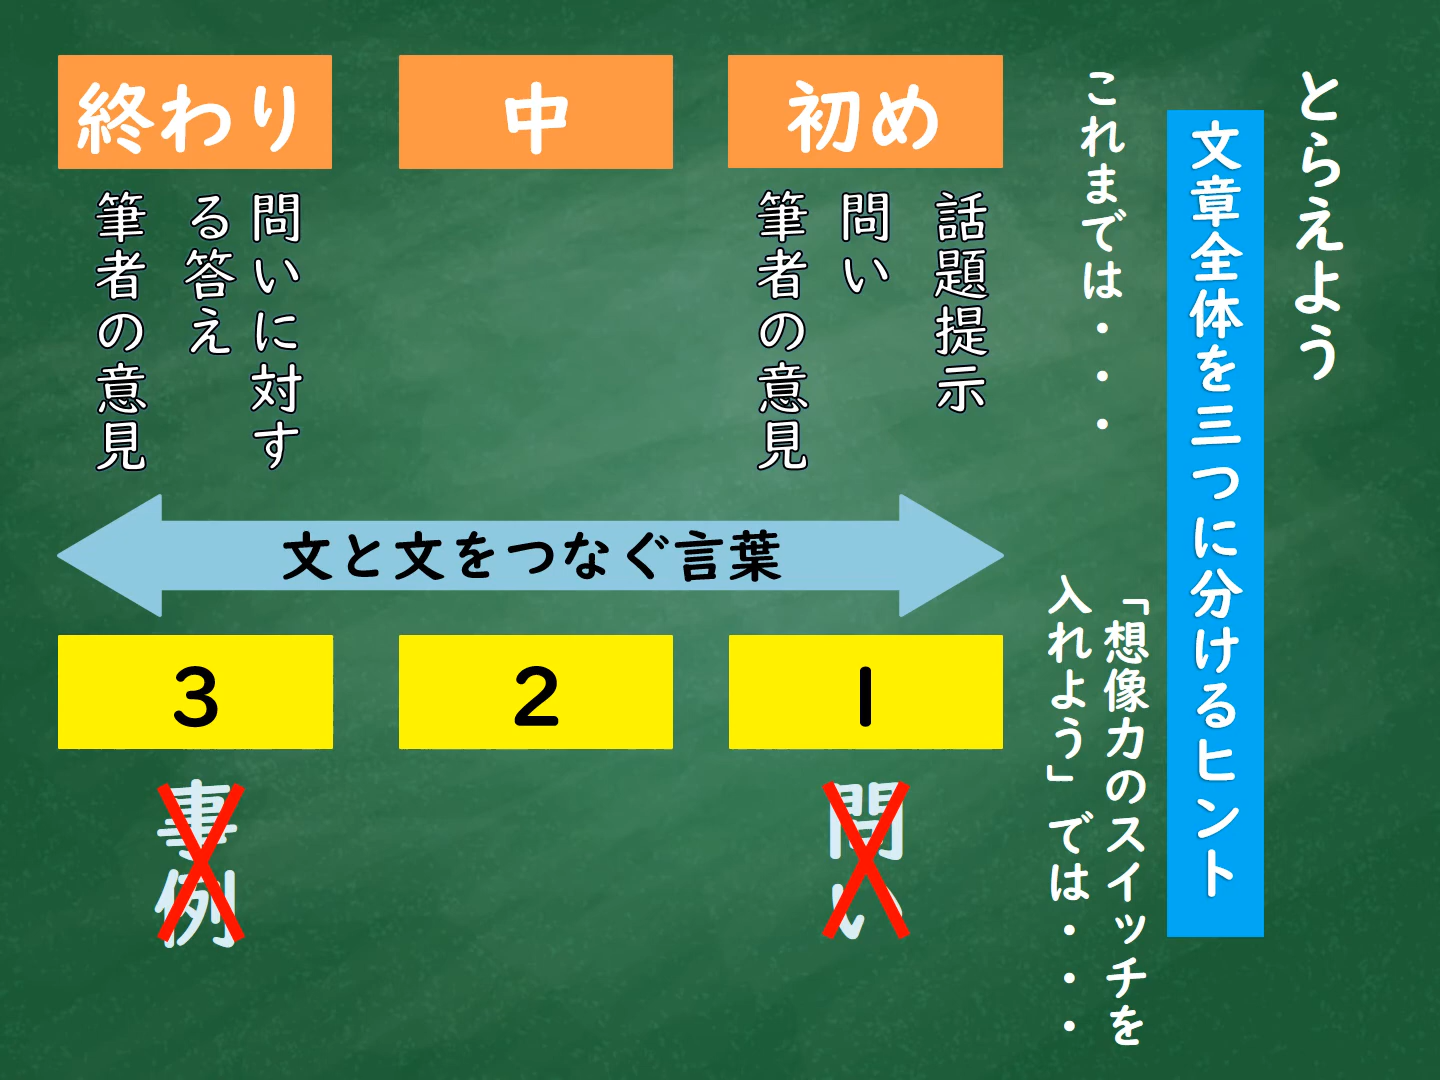 とらえよう
文章全体を三つに分けるヒント
これまでは・・・
初め
話題提示
問い
筆者の意見
中
終わり
問いに対す
る答え
筆者の意見
文と文をつなぐ言葉
「想像力のスイッチを
入れよう」では・・・
1
問い
2
3
事例